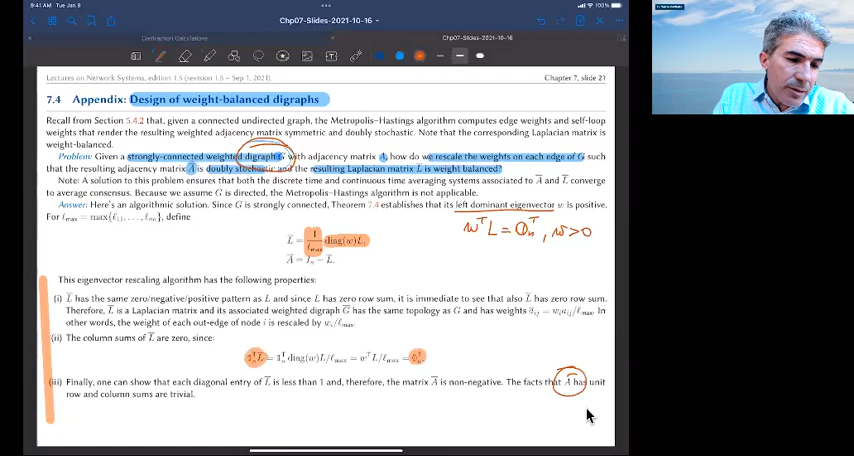 9:41 AM Tue Jan 9
100%
Chp07-Slides-2021-10-16
Contraction Calculations
Chp07-Slides-2021-10-16
Lectures on Network Systems, edition 1.5 (revision 1.5 – Sep 1, 2021). Chapter 7, slide 21
7.4 Appendix: Design of weight-balanced digraphs
Recall from Section 5.4.2 that, given a connected undirected graph, the Metropolis–Hastings algorithm computes edge weights and self-loop
weights that render the resulting weighted adjacency matrix symmetric and doubly stochastic. Note that the corresponding Laplacian matrix is
weight-balanced.
Problem: Given a strongly-connected weighted digraph G with adjacency matrix A, how do we rescale the weights on each edge of G such
that the resulting adjacency matrix A̅ is doubly stochastic and the resulting Laplacian matrix L̅ is weight balanced?
Note: A solution to this problem ensures that both the discrete time and continuous time averaging systems associated to A̅ and L̅ converge
to average consensus. Because we assume G is directed, the Metropolis-Hastings algorithm is not applicable.
Answer: Here's an algorithmic solution. Since G is strongly connected, Theorem 7.4 establishes that its left dominant eigenvector w is positive.
For ℓmax = max{ℓ11, . . . , ℓnn}, define
wᵀL = 𝟘ₙᵀ, w>0
L̅ = 1/ℓmax diag(w)L,
A̅ = Iₙ − L̅.
This eigenvector rescaling algorithm has the following properties:
(i) L̅ has the same zero/negative/positive pattern as L and since L has zero row sum, it is immediate to see that also L̅ has zero row sum.
Therefore, L̅ is a Laplacian matrix and its associated weighted digraph G̅ has the same topology as G and has weights a̅ij = wi aij/ℓmax. In
other words, the weight of each out-edge of node i is rescaled by wi/ℓmax.
(ii) The column sums of L̅ are zero, since:
𝟙ₙᵀL̅ = 𝟙ₙᵀ diag(w)L/ℓmax = wᵀL/ℓmax = 𝟘ₙᵀ.
(iii) Finally, one can show that each diagonal entry of L̅ is less than 1 and, therefore, the matrix A̅ is non-negative. The facts that A̅ has unit
row and column sums are trivial.